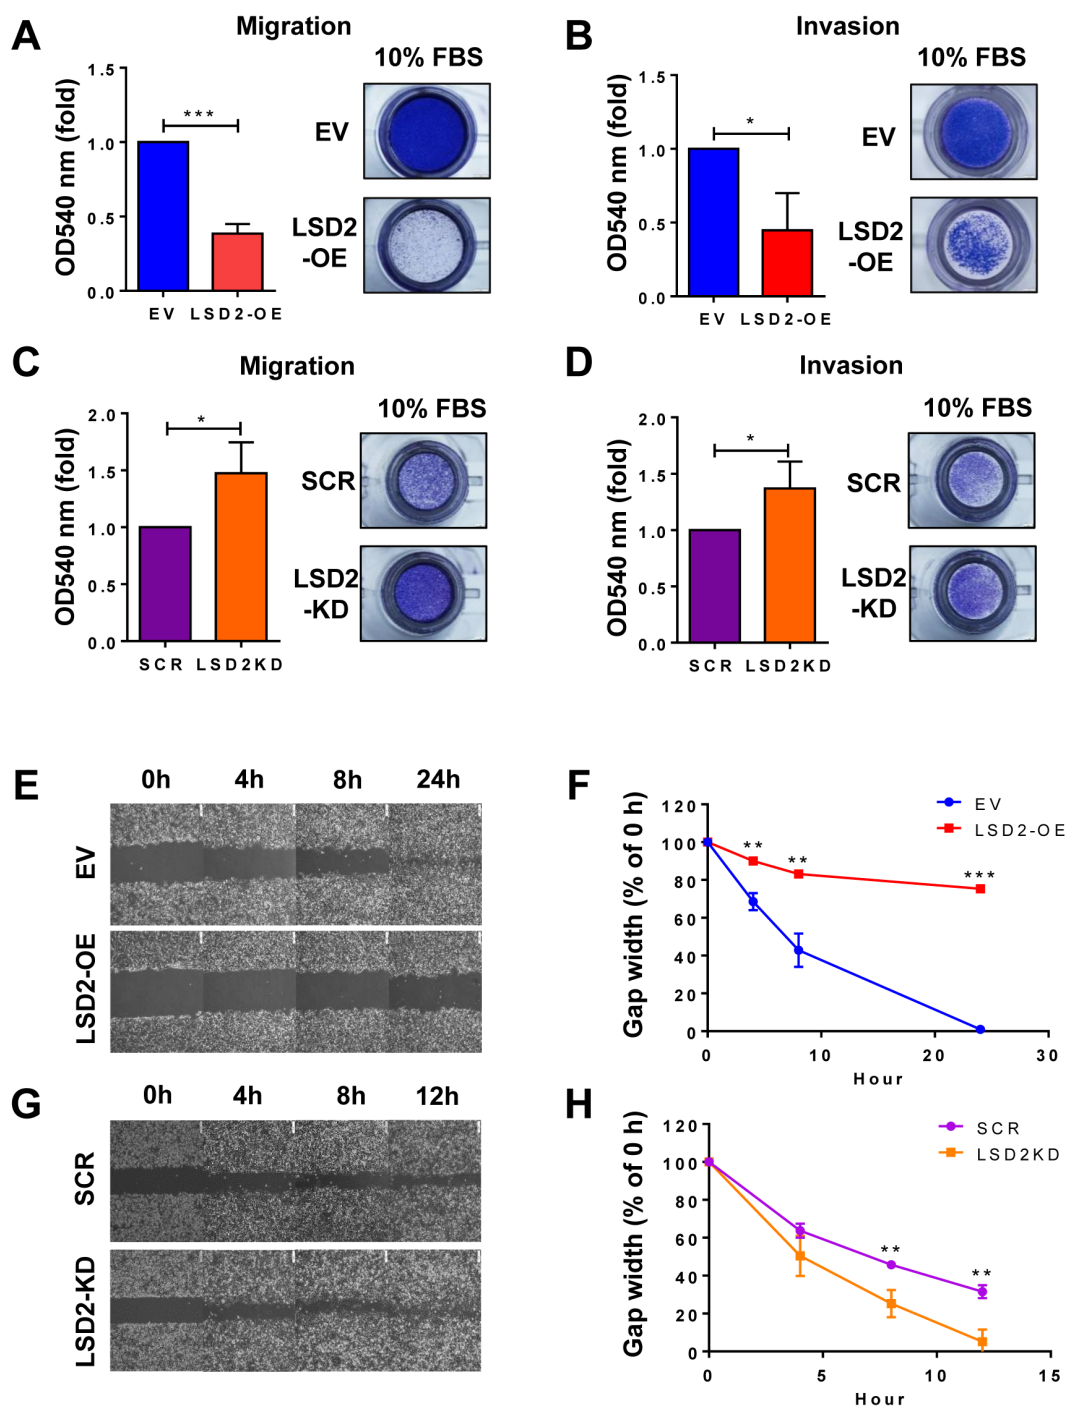 A
Migration
10% FBS
OD540 nm (fold)
1.5
1.0
0.5
0.0
***
EV
LSD2-OE
EV
LSD2
-OE
B
Invasion
10% FBS
OD540 nm (fold)
1.5
1.0
0.5
0.0
*
EV
LSD2-OE
EV
LSD2
-OE
C
Migration
10% FBS
OD540 nm (fold)
2.0
1.5
1.0
0.5
0.0
*
SCR
LSD2KD
SCR
LSD2
-KD
D
Invasion
10% FBS
OD540 nm (fold)
2.0
1.5
1.0
0.5
0.0
*
SCR
LSD2KD
SCR
LSD2
-KD
E
0h 4h 8h 24h
EV
LSD2-OE
F
Gap width (% of 0 h)
120
100
80
60
40
20
0
0 10 20 30
Hour
EV
LSD2-OE
**
**
***
G
0h 4h 8h 12h
SCR
LSD2-KD
H
Gap width (% of 0 h)
120
100
80
60
40
20
0
0 5 10 15
Hour
SCR
LSD2KD
**
**